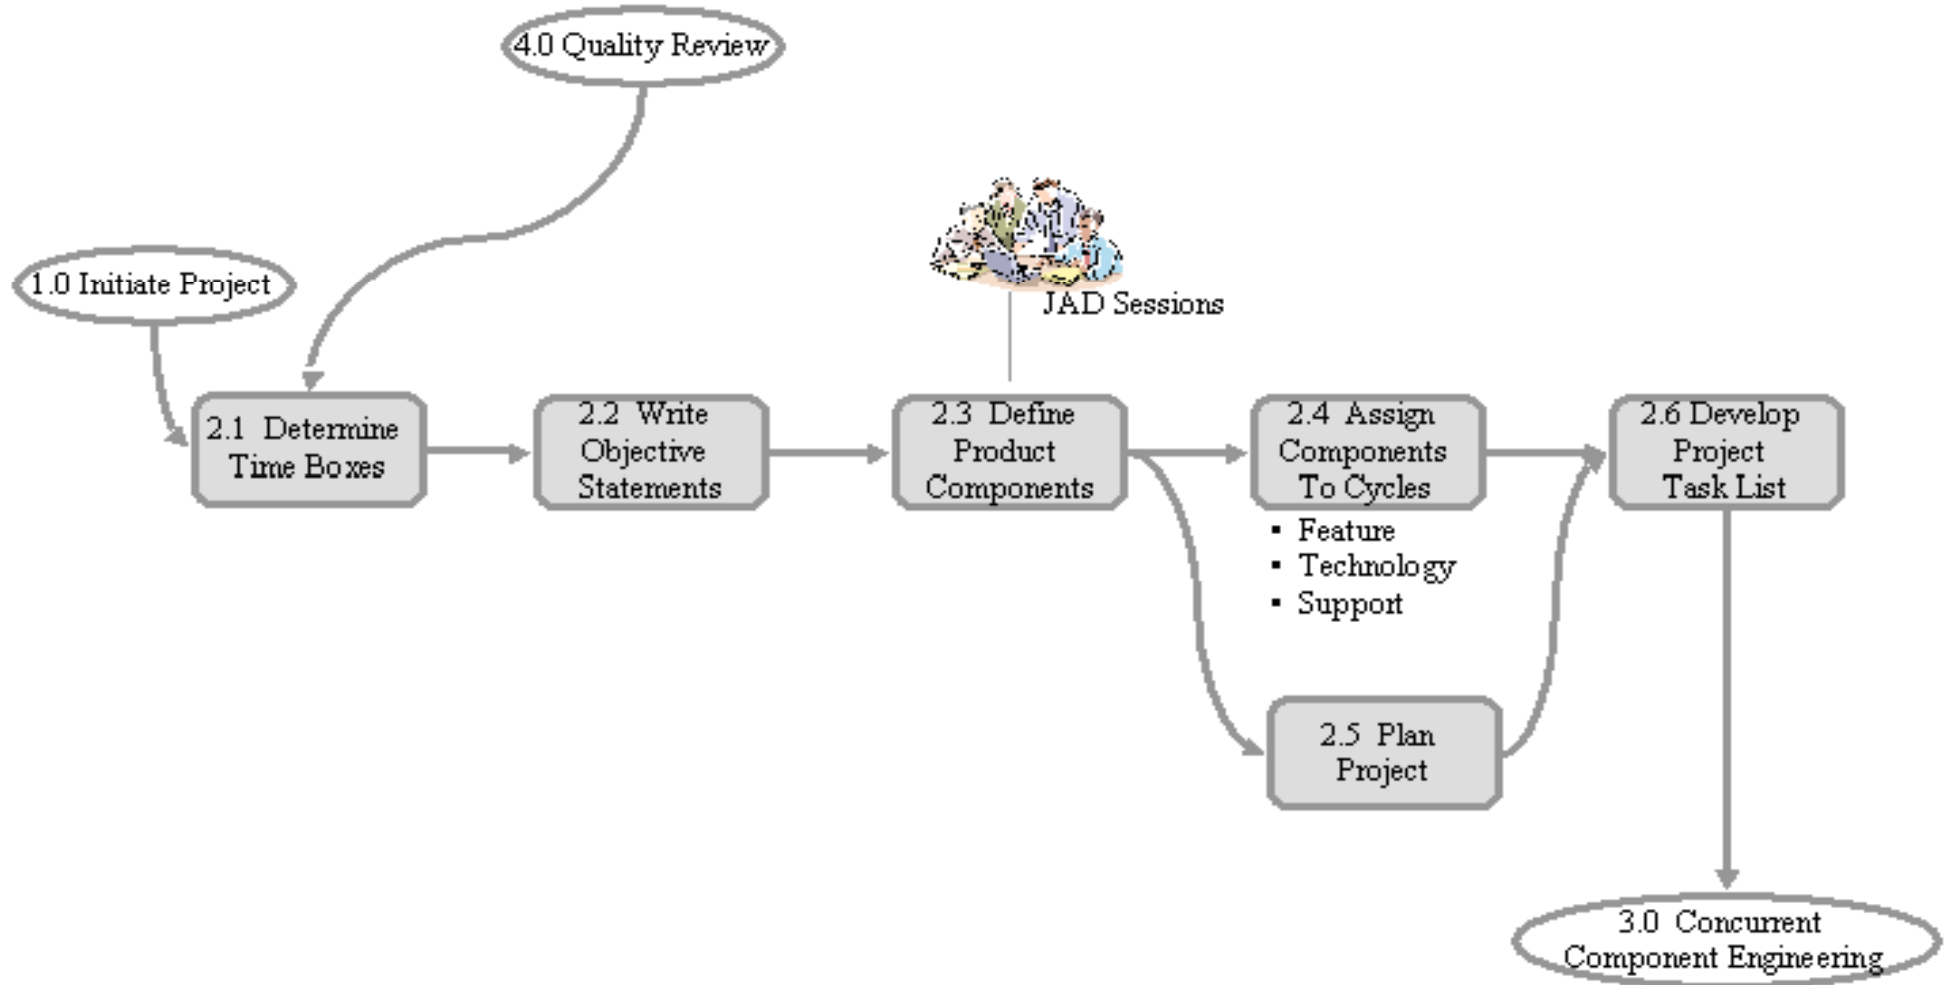 4.0 Quality Review
1.0 Initiate Project
JAD Sessions
2.1 Determine
Time Boxes
2.2 Write
Objective
Statements
2.3 Define
Product
Components
2.4 Assign
Components
To Cycles
▪ Feature
▪ Technology
▪ Support
2.6 Develop
Project
Task List
2.5 Plan
Project
3.0 Concurrent
Component Engineering